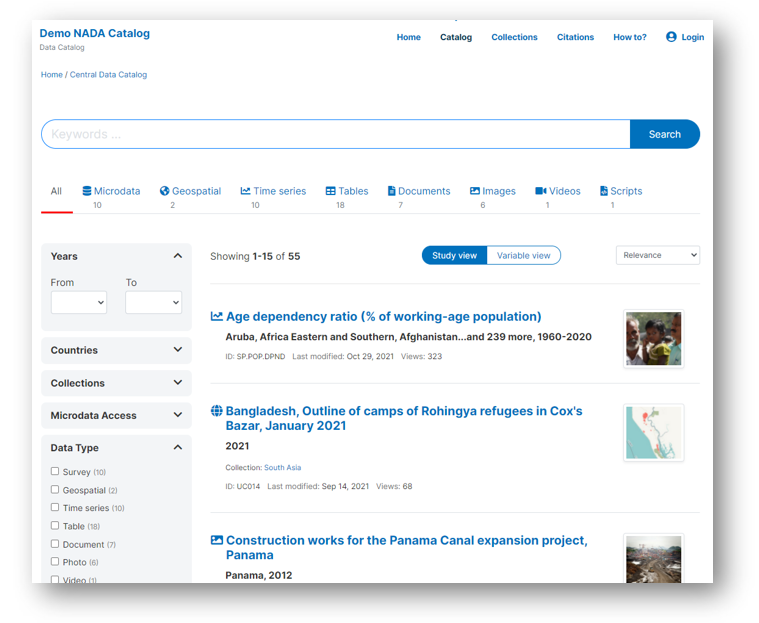 Demo NADA Catalog
Data Catalog
Home Catalog Collections Citations How to? Login
Home / Central Data Catalog
Keywords ...
Search
All Microdata Geospatial Time series Tables Documents Images Videos Scripts
10 2 10 18 7 6 1 1
Years
From To
Countries
Collections
Microdata Access
Data Type
Survey (10)
Geospatial (2)
Time series (10)
Table (18)
Document (7)
Photo (6)
Video (1)
Showing 1-15 of 55
Study view Variable view
Relevance
Age dependency ratio (% of working-age population)
Aruba, Africa Eastern and Southern, Afghanistan...and 239 more, 1960-2020
ID: SP.POP.DPND Last modified: Oct 29, 2021 Views: 323
Bangladesh, Outline of camps of Rohingya refugees in Cox's
Bazar, January 2021
2021
Collection: South Asia
ID: UC014 Last modified: Sep 14, 2021 Views: 68
Construction works for the Panama Canal expansion project,
Panama
Panama, 2012